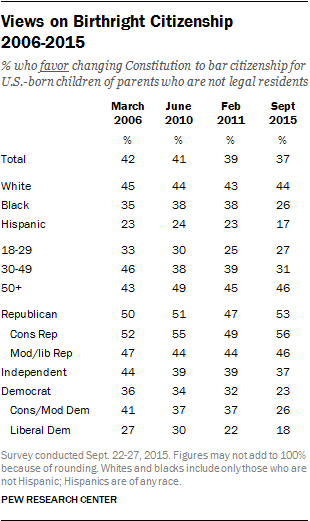 Views on Birthright Citizenship
2006-2015
% who favor changing Constitution to bar citizenship for
U.S.-born children of parents who are not legal residents
March June Feb Sept
2006 2010 2011 2015
% % % %
Total 42 41 39 37
White 45 44 43 44
Black 35 38 38 26
Hispanic 23 24 23 17
18-29 33 30 25 27
30-49 46 38 39 31
50+ 43 49 45 46
Republican 50 51 47 53
Cons Rep 52 55 49 56
Mod/lib Rep 47 44 44 46
Independent 44 39 39 37
Democrat 36 34 32 23
Cons/Mod Dem 41 37 37 26
Liberal Dem 27 30 22 18
Survey conducted Sept. 22-27, 2015. Figures may not add to 100%
because of rounding. Whites and blacks include only those who are
not Hispanic; Hispanics are of any race.
PEW RESEARCH CENTER